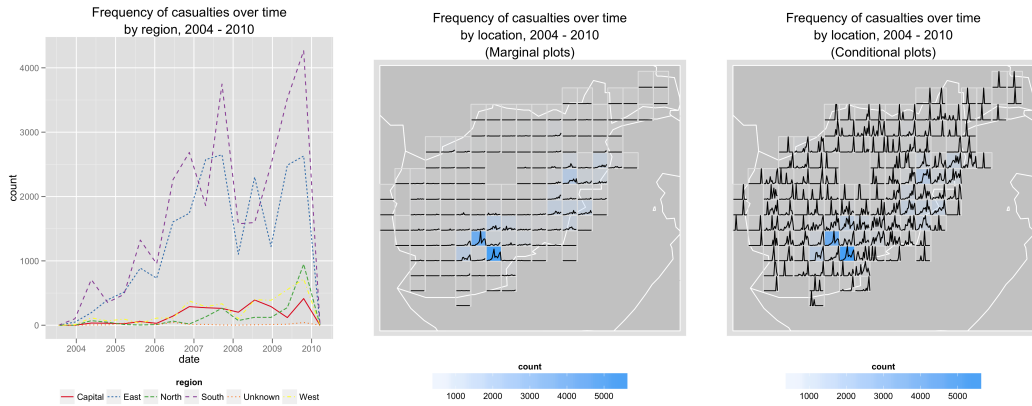 Frequency of casualties over time
by region, 2004 - 2010
4000
3000
2000
1000
0
count
2004 2005 2006 2007 2008 2009 2010
date
region
Capital East North South Unknown West
Frequency of casualties over time
by location, 2004 - 2010
(Marginal plots)
count
1000 2000 3000 4000 5000
Frequency of casualties over time
by location, 2004 - 2010
(Conditional plots)
count
1000 2000 3000 4000 5000